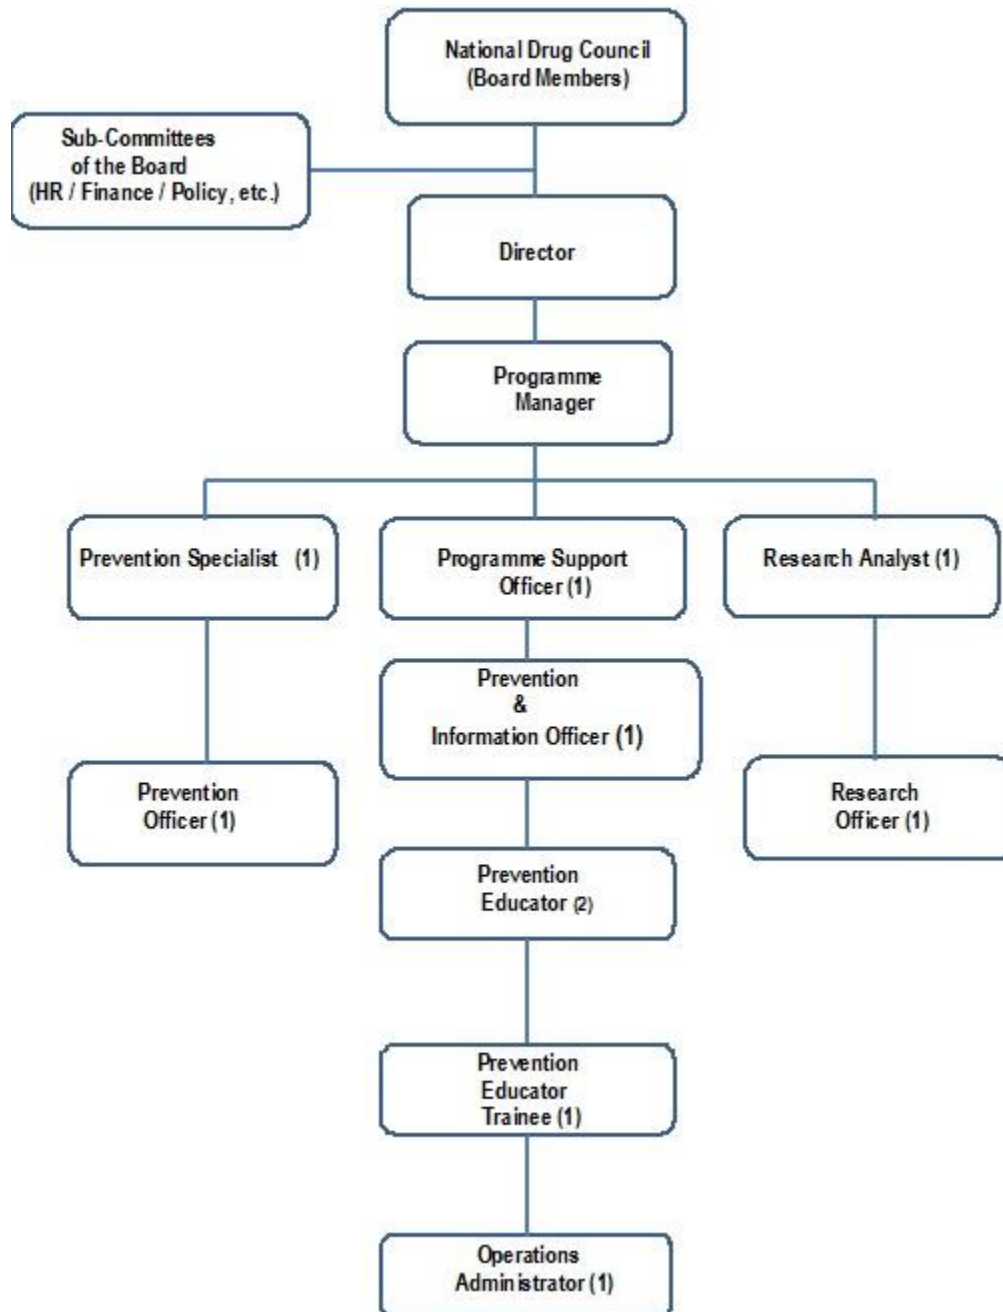 National Drug Council
(Board Members)
Sub-Committees
of the Board
(HR / Finance / Policy, etc.)
Director
Programme
Manager
Prevention Specialist (1)
Programme Support
Officer (1)
Research Analyst (1)
Prevention
&
Information Officer (1)
Prevention
Officer (1)
Research
Officer (1)
Prevention
Educator (2)
Prevention
Educator
Trainee (1)
Operations
Administrator (1)